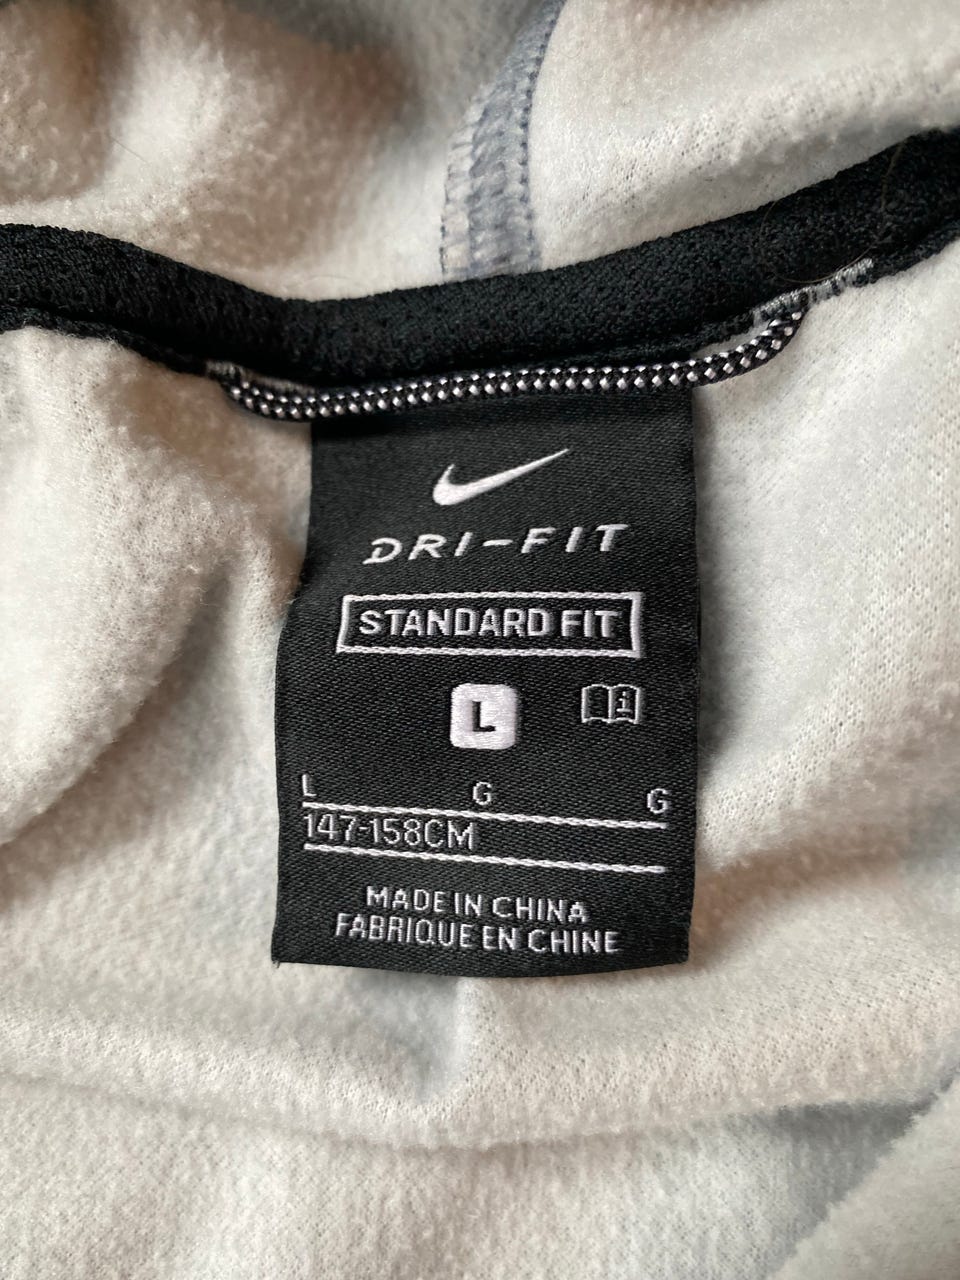 DRI-FIT
STANDARD FIT
L
i
L G G
147-158CM
MADE IN CHINA
FABRIQUE EN CHINE